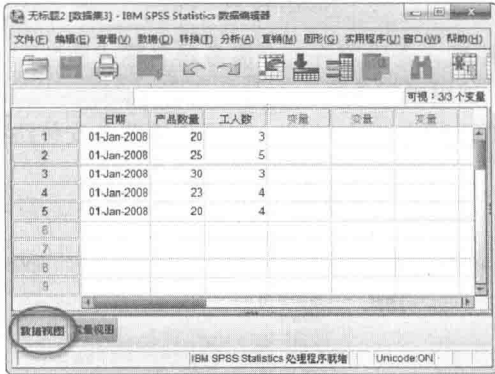 无标题2 [数据集3] - IBM SPSS Statistics 数据编辑器
文件(F) 编辑(E) 查看(V) 数据(D) 转换(T) 分析(A) 直销(M) 图形(G) 实用程序(U) 窗口(W) 帮助(H)
可视：3/3 个变量
日期 产品数量 工人数 变量 变量 变量
1 01-Jan-2008 20 3
2 01-Jan-2008 25 5
3 01-Jan-2008 30 3
4 01-Jan-2008 23 4
5 01-Jan-2008 20 4
6
7
8
9
数据视图 变量视图
IBM SPSS Statistics 处理程序就绪 Unicode:ON